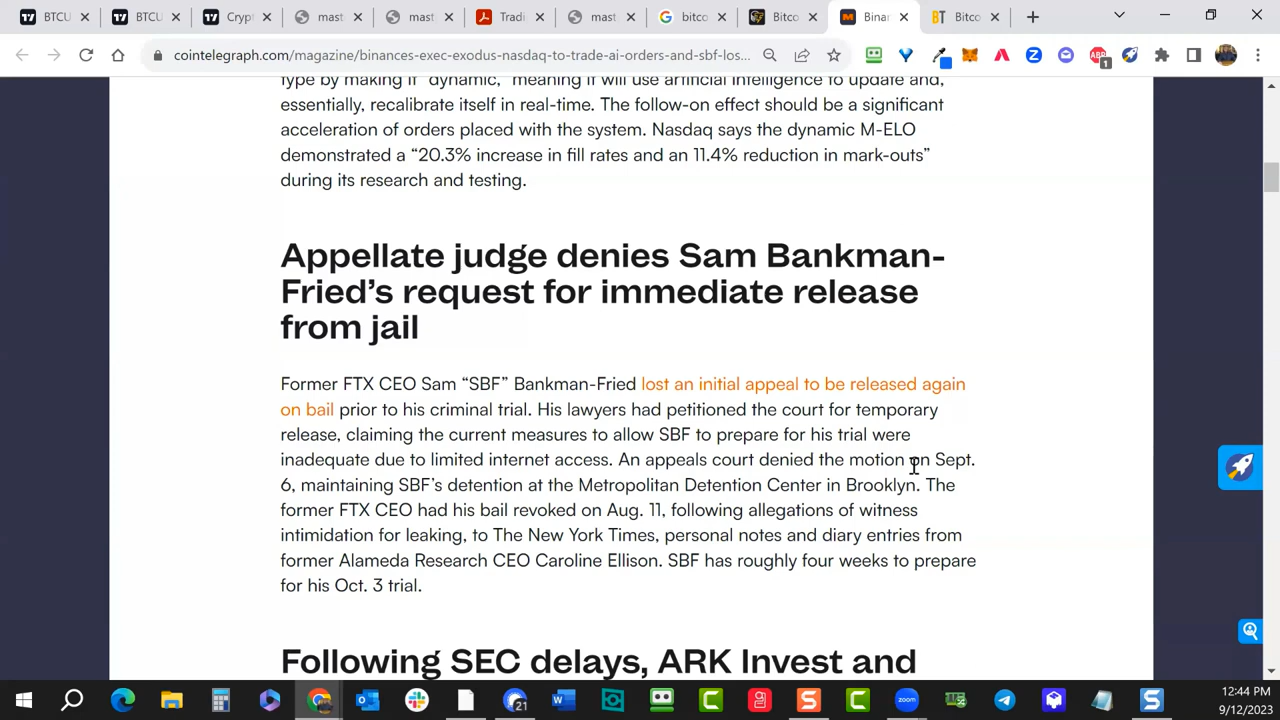 BTCU
BTCU
Crypt
mast
mast
Tradi
mast
bitco
Bitco
Binan
Bitco
cointelegraph.com/magazine/binances-exec-exodus-nasdaq-to-trade-ai-orders-and-sbf-los...
type by making it “dynamic,” meaning it will use artificial intelligence to update and,
essentially, recalibrate itself in real-time. The follow-on effect should be a significant
acceleration of orders placed with the system. Nasdaq says the dynamic M-ELO
demonstrated a “20.3% increase in fill rates and an 11.4% reduction in mark-outs”
during its research and testing.
Appellate judge denies Sam Bankman-
Fried’s request for immediate release
from jail
Former FTX CEO Sam “SBF” Bankman-Fried lost an initial appeal to be released again
on bail prior to his criminal trial. His lawyers had petitioned the court for temporary
release, claiming the current measures to allow SBF to prepare for his trial were
inadequate due to limited internet access. An appeals court denied the motion on Sept.
6, maintaining SBF’s detention at the Metropolitan Detention Center in Brooklyn. The
former FTX CEO had his bail revoked on Aug. 11, following allegations of witness
intimidation for leaking, to The New York Times, personal notes and diary entries from
former Alameda Research CEO Caroline Ellison. SBF has roughly four weeks to prepare
for his Oct. 3 trial.
Following SEC delays, ARK Invest and
12:44 PM
9/12/2023